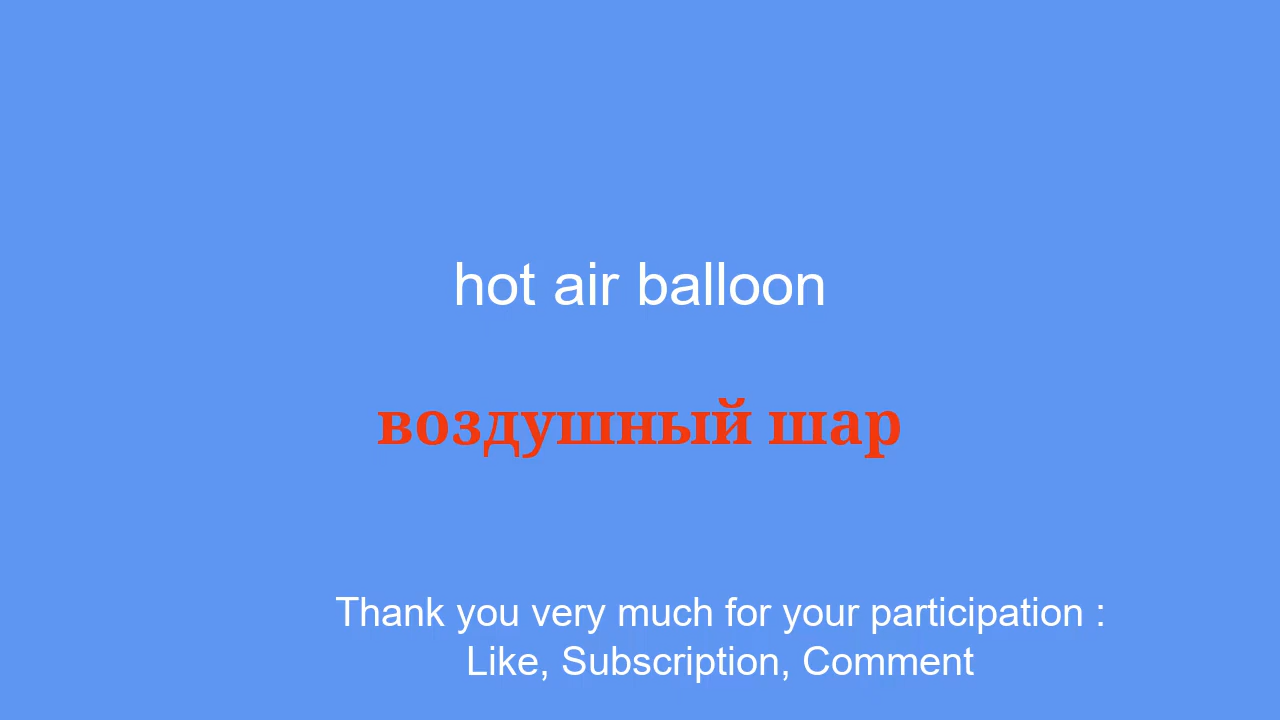 hot air balloon
воздушный шар
Thank you very much for your participation :
Like, Subscription, Comment